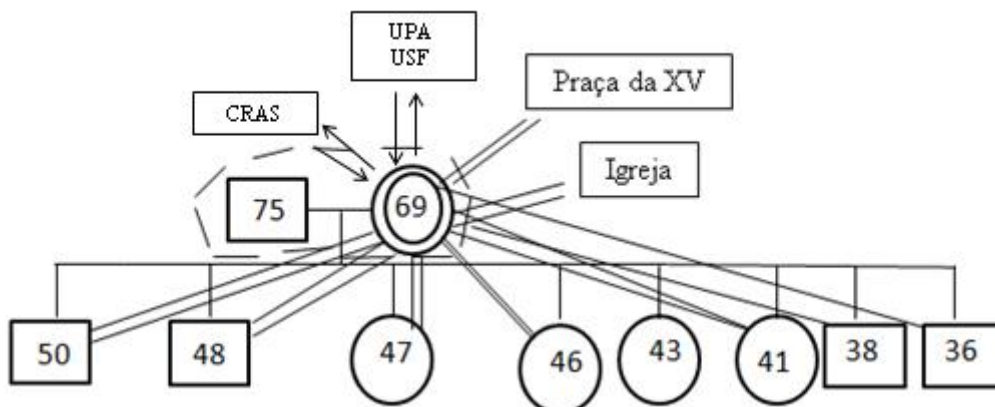 UPA
USF
Praça da XV
CRAS
Igreja
75
69
50
48
47
46
43
41
38
36